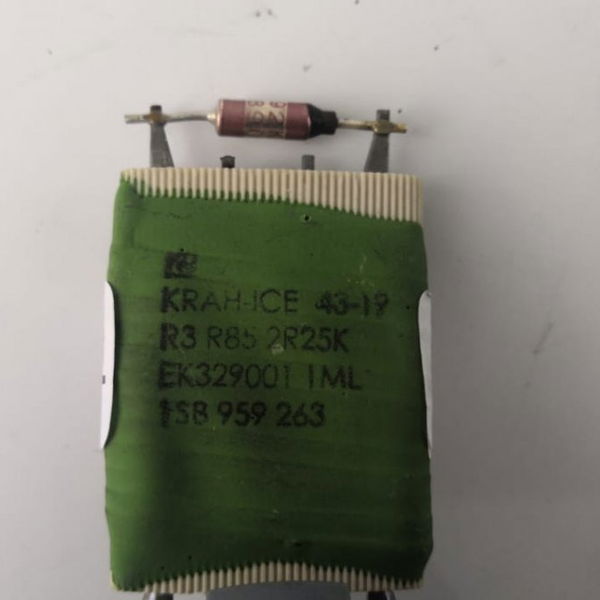 KRAH-ICE 43-19
R3 R85 2R25K
EK329001 1ML
1SB 959 263